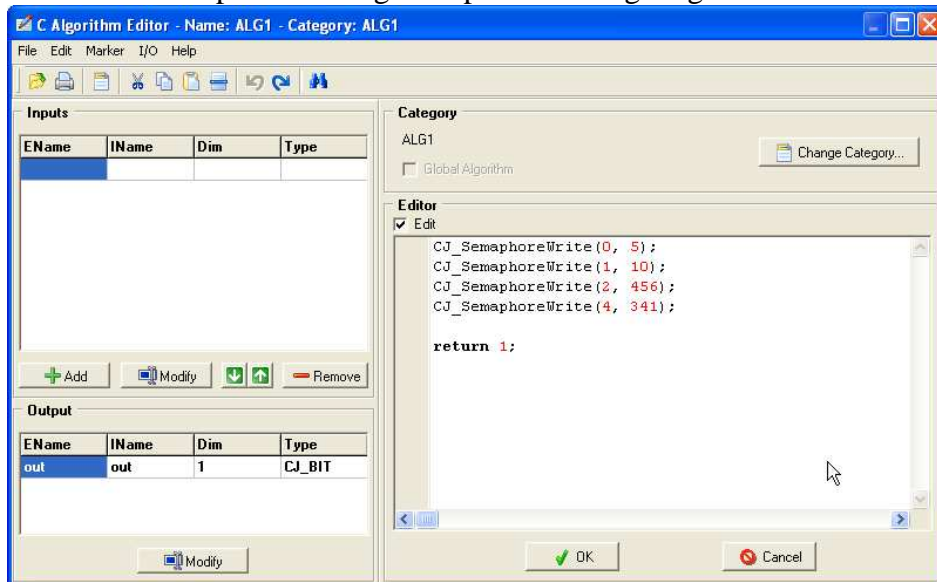 C Algorithm Editor - Name: ALG1 - Category: ALG1
File Edit Marker I/O Help
Inputs
EName IName Dim Type
Add Modify Remove
Output
EName IName Dim Type
out out 1 CJ_BIT
Modify
Category
ALG1
Change Category...
Global Algorithm
Editor
Edit
CJ_SemaphoreWrite(0, 5);
CJ_SemaphoreWrite(1, 10);
CJ_SemaphoreWrite(2, 456);
CJ_SemaphoreWrite(4, 341);
return 1;
OK Cancel